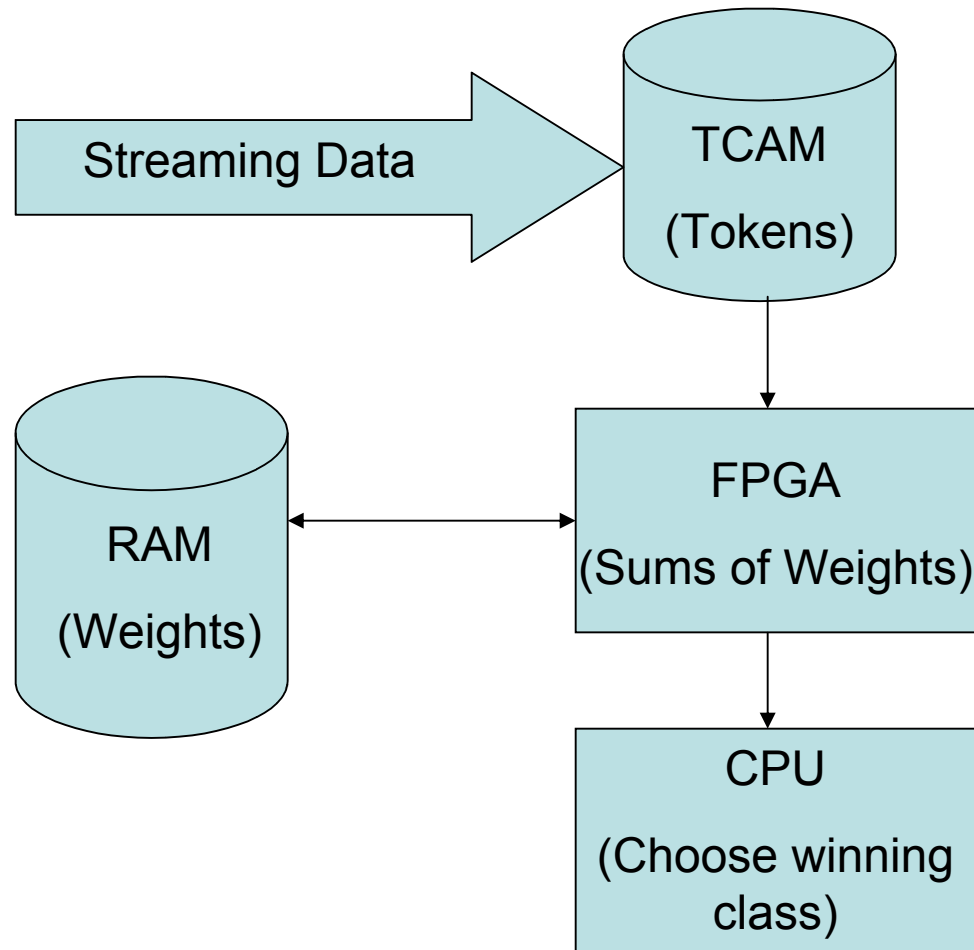 Streaming Data
TCAM
(Tokens)
RAM
(Weights)
FPGA
(Sums of Weights)
CPU
(Choose winning
class)